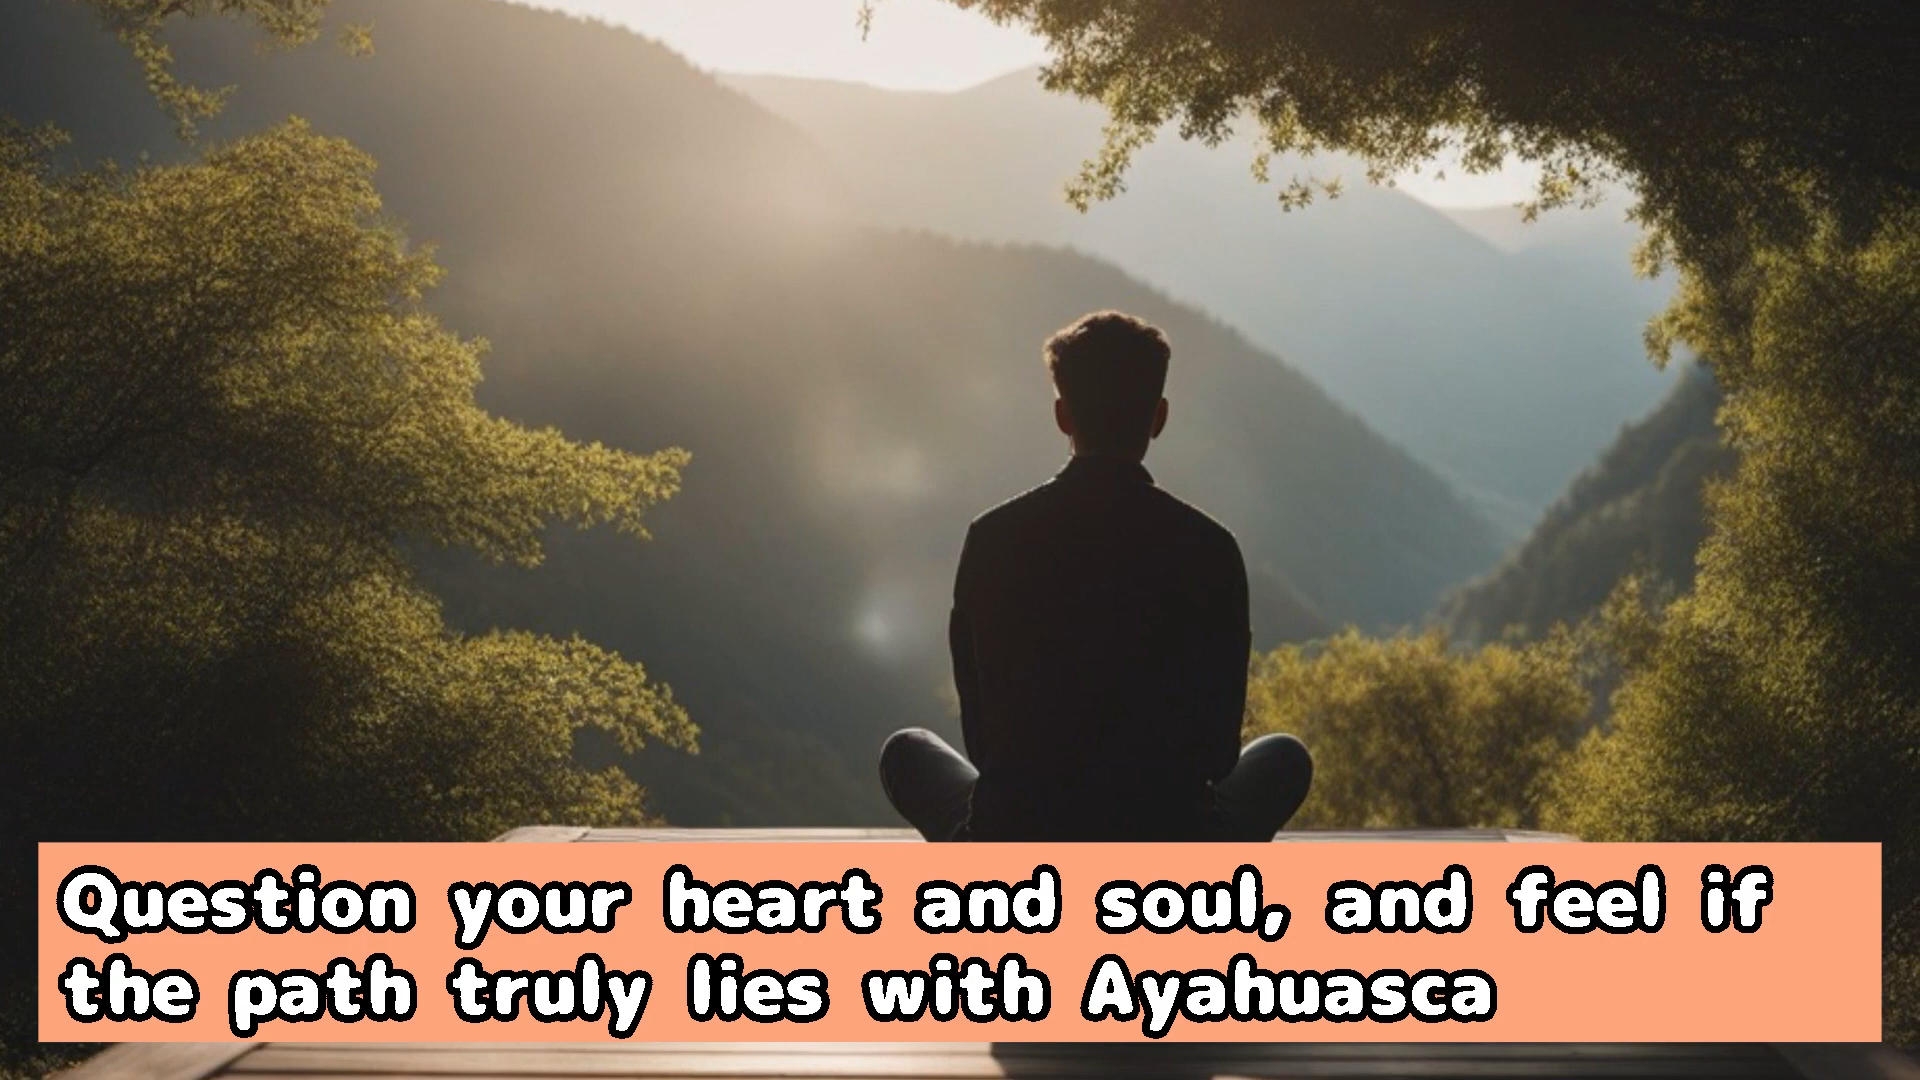 Question your heart and soul, and feel if
the path truly lies with Ayahuasca